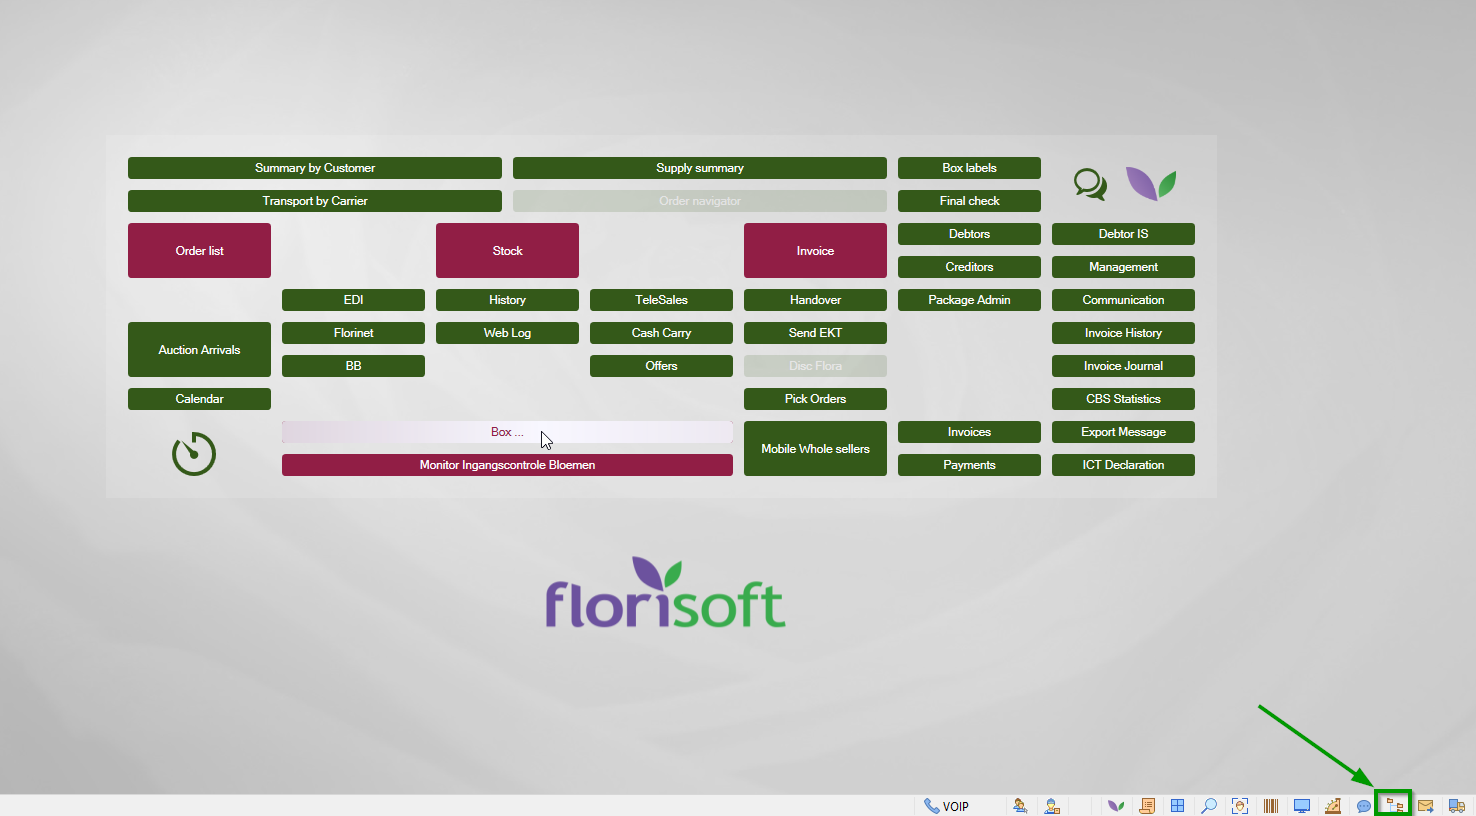 Summary by Customer
Supply summary
Box labels
Transport by Carrier
Order navigator
Final check
Order list
Stock
Invoice
Debtors
Debtor IS
Creditors
Management
EDI
History
TeleSales
Handover
Package Admin
Communication
Auction Arrivals
Florinet
Web Log
Cash Carry
Send EKT
Invoice History
BB
Offers
Disc Flora
Invoice Journal
Calendar
Pick Orders
CBS Statistics
Box ...
Mobile Whole sellers
Invoices
Export Message
Monitor Ingangscontrole Bloemen
Payments
ICT Declaration
florisoft
VOIP